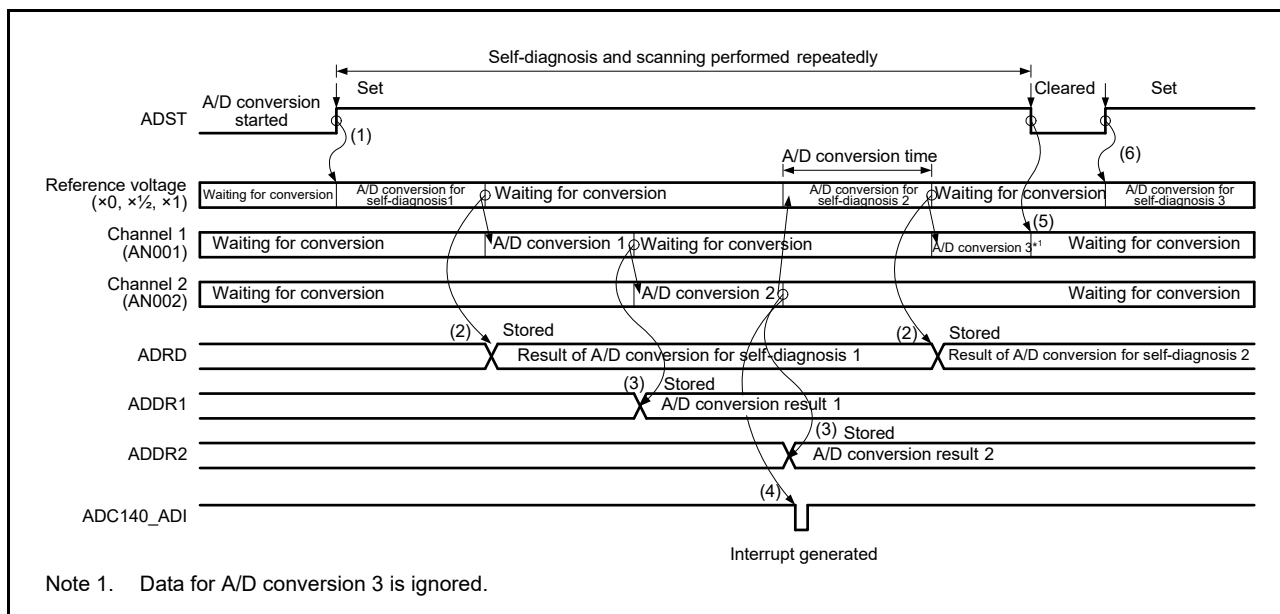 Self-diagnosis and scanning performed repeatedly
Set
Cleared
Set
A/D conversion
started
ADST
(1)
(6)
A/D conversion time
Reference voltage
(×0, ×½, ×1)
Waiting for conversion
A/D conversion for
self-diagnosis1
Waiting for conversion
A/D conversion for
self-diagnosis 2
Waiting for conversion
A/D conversion for
self-diagnosis 3
(5)
Channel 1
(AN001)
Waiting for conversion
A/D conversion 1
Waiting for conversion
A/D conversion 3*1
Waiting for conversion
Channel 2
(AN002)
Waiting for conversion
A/D conversion 2
Waiting for conversion
(2)
Stored
(2)
Stored
ADRD
Result of A/D conversion for self-diagnosis 1
Result of A/D conversion for self-diagnosis 2
(3)
Stored
ADDR1
A/D conversion result 1
(3)
Stored
ADDR2
A/D conversion result 2
(4)
ADC140_ADI
Interrupt generated
Note 1. Data for A/D conversion 3 is ignored.